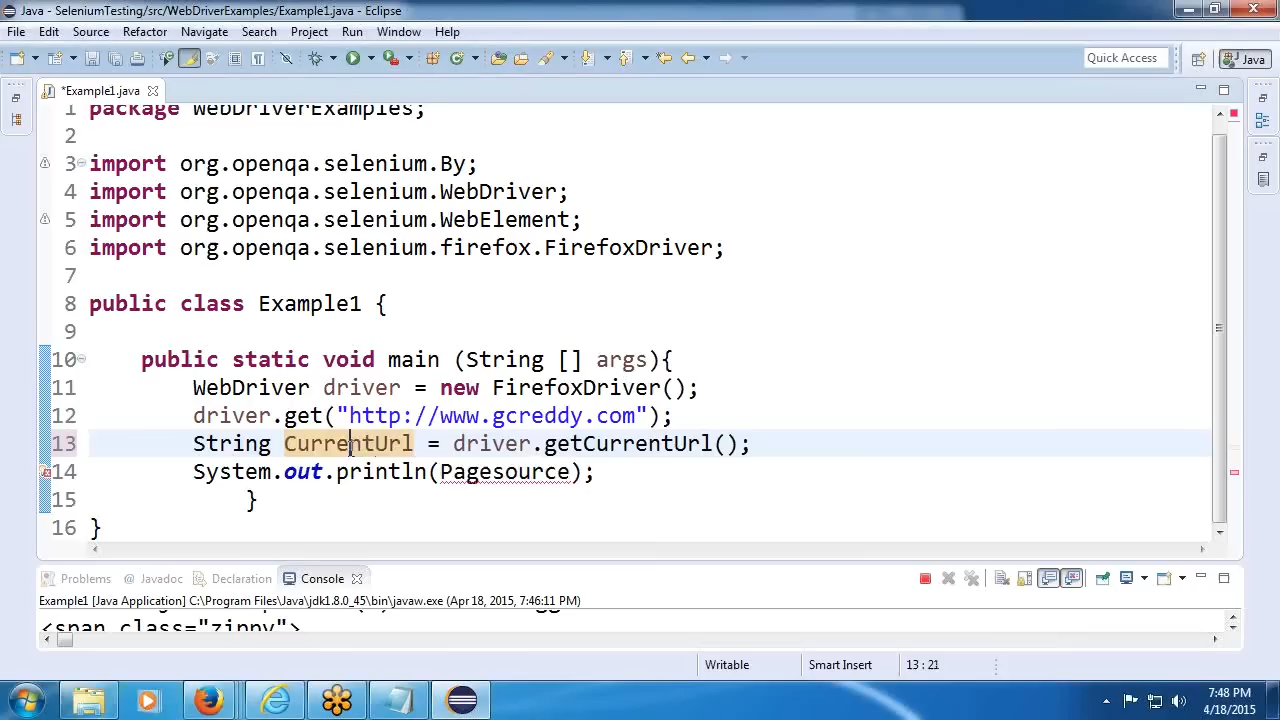 Java - SeleniumTesting/src/WebDriverExamples/Example1.java - Eclipse
File Edit Source Refactor Navigate Search Project Run Window Help
Quick Access
Java
*Example1.java
1 package WebDriverExamples;
2
3 import org.openqa.selenium.By;
4 import org.openqa.selenium.WebDriver;
5 import org.openqa.selenium.WebElement;
6 import org.openqa.selenium.firefox.FirefoxDriver;
7
8 public class Example1 {
9
10 public static void main (String [] args){
11 WebDriver driver = new FirefoxDriver();
12 driver.get("http://www.gcreddy.com");
13 String CurrentUrl = driver.getCurrentUrl();
14 System.out.println(Pagesource);
15 }
16 }
Problems @ Javadoc Declaration Console
Example1 [Java Application] C:\Program Files\Java\jdk1.8.0_45\bin\javaw.exe (Apr 18, 2015, 7:46:11 PM)
<span class="zippy">
Writable Smart Insert 13 : 21
7:48 PM
4/18/2015